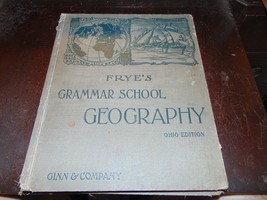 FRYE'S
GRAMMAR SCHOOL
GEOGRAPHY
OHIO EDITION
GINN & COMPANY